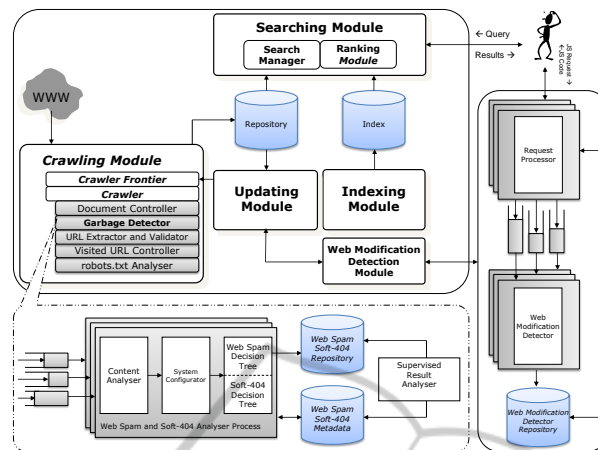 Searching Module
Search
Manager
Ranking
Module
← Query
Results →
JS Request →
← JS Code
WWW
Repository
Index
Crawling Module
Crawler Frontier
Crawler
Document Controller
Garbage Detector
URL Extractor and Validator
Visited URL Controller
robots.txt Analyser
Updating
Module
Indexing
Module
Web Modification
Detection
Module
Request
Processor
Web
Modification
Detector
Web Modification
Detector
Repository
Content
Analyser
System
Configurator
Web Spam
Decision
Tree
Soft-404
Decision
Tree
Web Spam and Soft-404 Analyser Process
Web Spam
Soft-404
Repository
Web Spam
Soft-404
Metadata
Supervised
Result
Analyser